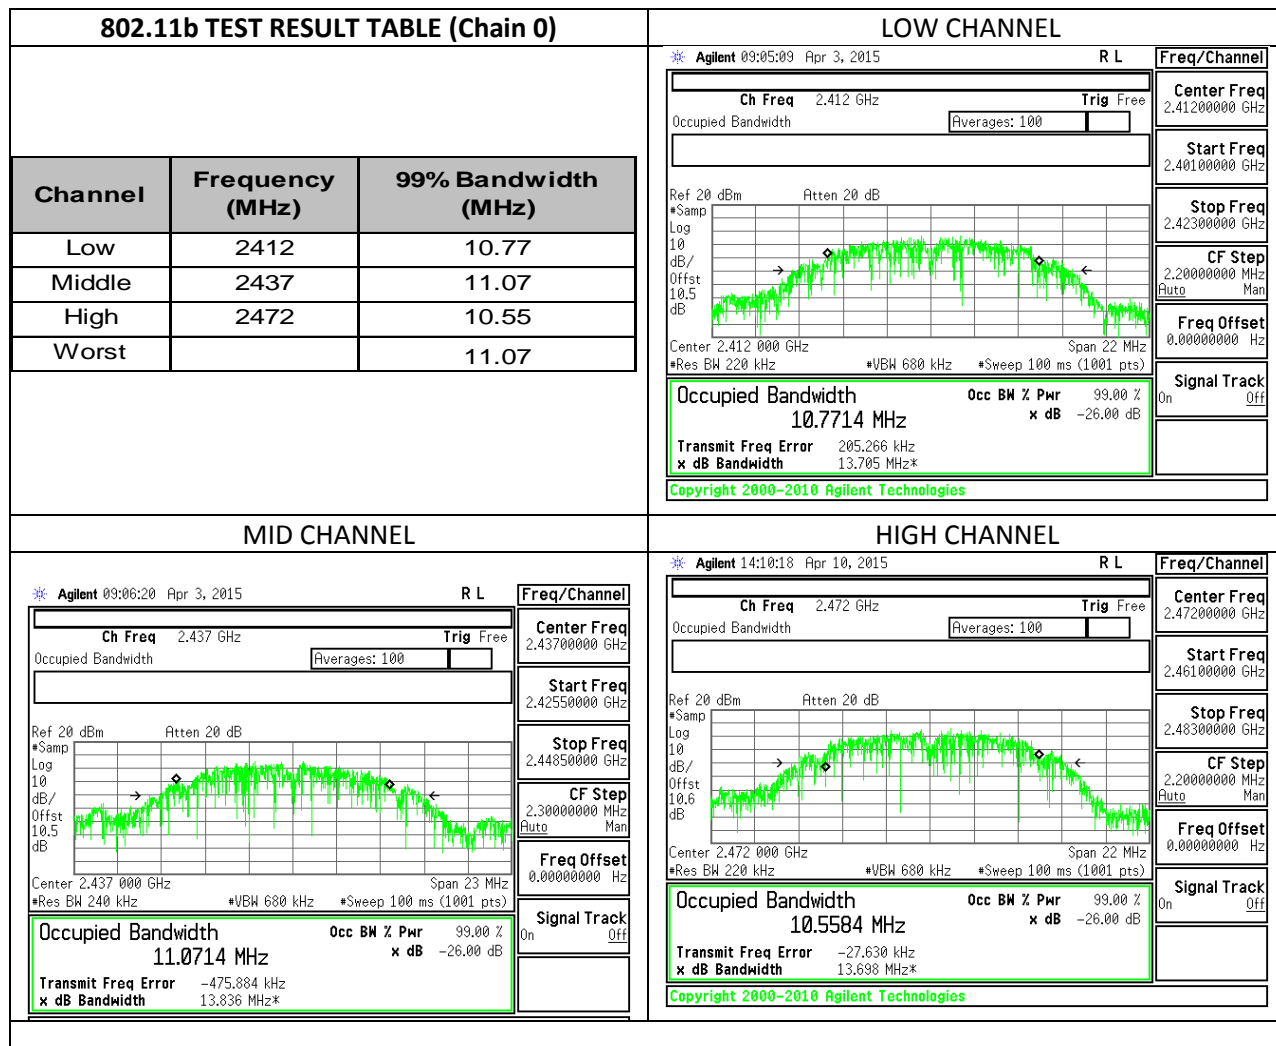 802.11b TEST RESULT TABLE (Chain 0)
LOW CHANNEL
Channel Frequency (MHz) 99% Bandwidth (MHz)
Low 2412 10.77
Middle 2437 11.07
High 2472 10.55
Worst 11.07
Agilent 09:05:09 Apr 3, 2015 R L
Freq/Channel
Ch Freq 2.412 GHz Trig Free
Occupied Bandwidth Averages: 100
Center Freq
2.41200000 GHz
Start Freq
2.40100000 GHz
Stop Freq
2.42300000 GHz
CF Step
2.20000000 MHz
Auto Man
Freq Offset
0.00000000 Hz
Signal Track
On Off
Ref 20 dBm Atten 20 dB
#Samp
Log
10
dB/
Offst
10.5
dB
Center 2.412 000 GHz Span 22 MHz
#Res BW 220 kHz #VBW 680 kHz #Sweep 100 ms (1001 pts)
Occupied Bandwidth Occ BW % Pwr 99.00 %
10.7714 MHz x dB -26.00 dB
Transmit Freq Error 205.266 kHz
x dB Bandwidth 13.705 MHz*
Copyright 2000-2010 Agilent Technologies
MID CHANNEL
Agilent 09:06:20 Apr 3, 2015 R L
Freq/Channel
Ch Freq 2.437 GHz Trig Free
Occupied Bandwidth Averages: 100
Center Freq
2.43700000 GHz
Start Freq
2.42550000 GHz
Stop Freq
2.44850000 GHz
CF Step
2.30000000 MHz
Auto Man
Freq Offset
0.00000000 Hz
Signal Track
On Off
Ref 20 dBm Atten 20 dB
#Samp
Log
10
dB/
Offst
10.5
dB
Center 2.437 000 GHz Span 23 MHz
#Res BW 240 kHz #VBW 680 kHz #Sweep 100 ms (1001 pts)
Occupied Bandwidth Occ BW % Pwr 99.00 %
11.0714 MHz x dB -26.00 dB
Transmit Freq Error -475.884 kHz
x dB Bandwidth 13.836 MHz*
HIGH CHANNEL
Agilent 14:10:18 Apr 10, 2015 R L
Freq/Channel
Ch Freq 2.472 GHz Trig Free
Occupied Bandwidth Averages: 100
Center Freq
2.47200000 GHz
Start Freq
2.46100000 GHz
Stop Freq
2.48300000 GHz
CF Step
2.20000000 MHz
Auto Man
Freq Offset
0.00000000 Hz
Signal Track
On Off
Ref 20 dBm Atten 20 dB
#Samp
Log
10
dB/
Offst
10.6
dB
Center 2.472 000 GHz Span 22 MHz
#Res BW 220 kHz #VBW 680 kHz #Sweep 100 ms (1001 pts)
Occupied Bandwidth Occ BW % Pwr 99.00 %
10.5584 MHz x dB -26.00 dB
Transmit Freq Error -27.630 kHz
x dB Bandwidth 13.698 MHz*
Copyright 2000-2010 Agilent Technologies